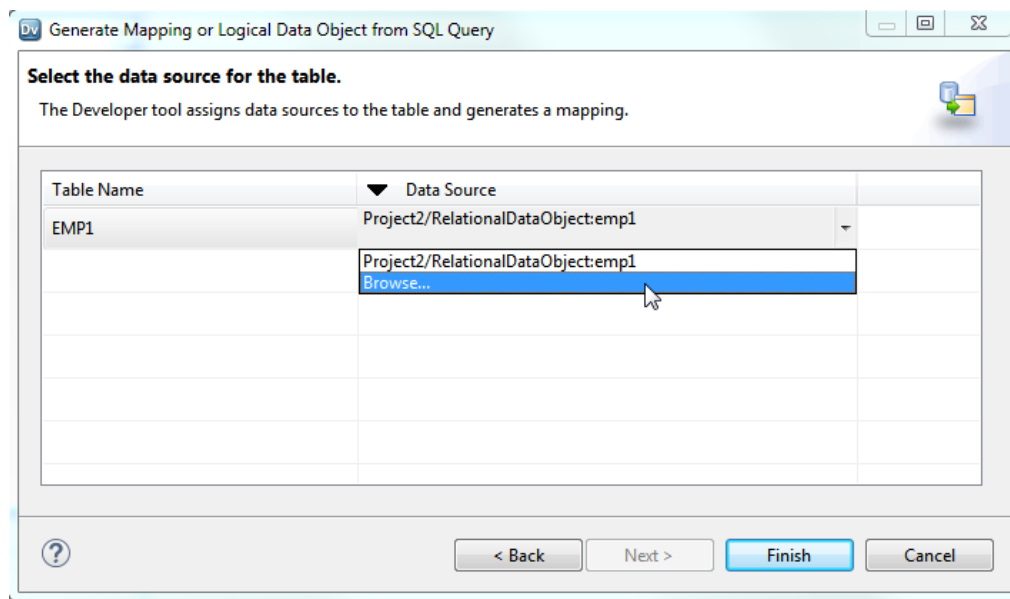 Dv Generate Mapping or Logical Data Object from SQL Query
Select the data source for the table.
The Developer tool assigns data sources to the table and generates a mapping.
Table Name Data Source
EMP1 Project2/RelationalDataObject:emp1
Project2/RelationalDataObject:emp1
Browse...
? < Back Next > Finish Cancel